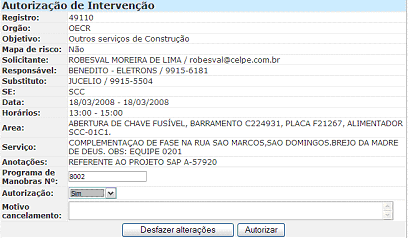 Autorização de Intervenção
Registro: 49110
Orgão: OECR
Objetivo: Outros serviços de Construção
Mapa de risco: Não
Solicitante: ROBESVAL MOREIRA DE LIMA / robesval@celpe.com.br
Responsável: BENEDITO - ELETRONS / 9915-6181
Substituto: JUCELIO / 9915-5504
SE: SCC
Data: 18/03/2008 - 18/03/2008
Horários: 13:00 - 15:00
Area: ABERTURA DE CHAVE FUSÍVEL, BARRAMENTO C224931, PLACA F21267, ALIMENTADOR
SCC-01C1.
Serviço: COMPLEMENTAÇAO DE FASE NA RUA SAO MARCOS,SAO DOMINGOS.BREJO DA MADRE
DE DEUS. OBS: EQUIPE 0201
Anotações: REFERENTE AO PROJETO SAP A-57920
Programa de
Manobras Nº: 8002
Autorização: Sim
Motivo
cancelamento:
Desfazer alterações Autorizar